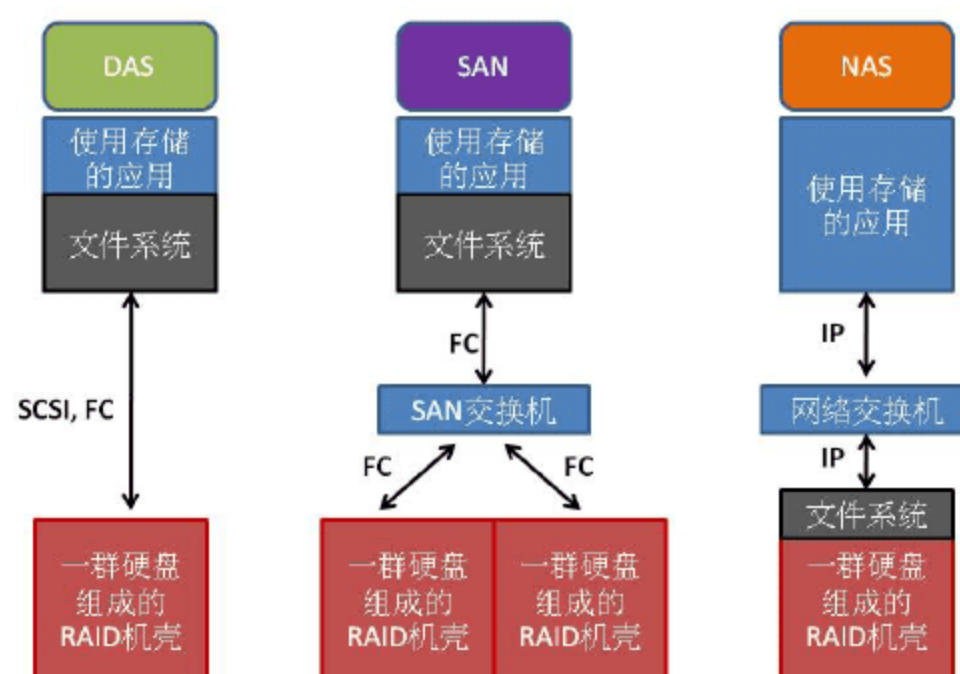 DAS
使用存储
的应用
文件系统
SCSI, FC
一群硬盘
组成的
RAID机壳
SAN
使用存储
的应用
文件系统
FC
SAN交换机
FC
FC
一群硬盘
组成的
RAID机壳
一群硬盘
组成的
RAID机壳
NAS
使用存储
的应用
IP
网络交换机
IP
文件系统
一群硬盘
组成的
RAID机壳